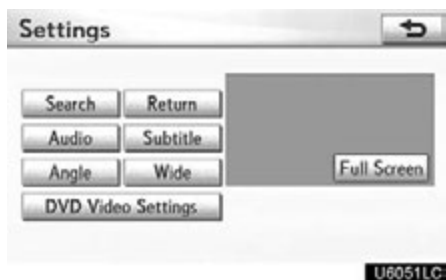 Settings
Search Return
Audio Subtitle
Angle Wide Full Screen
DVD Video Settings
U6051LC